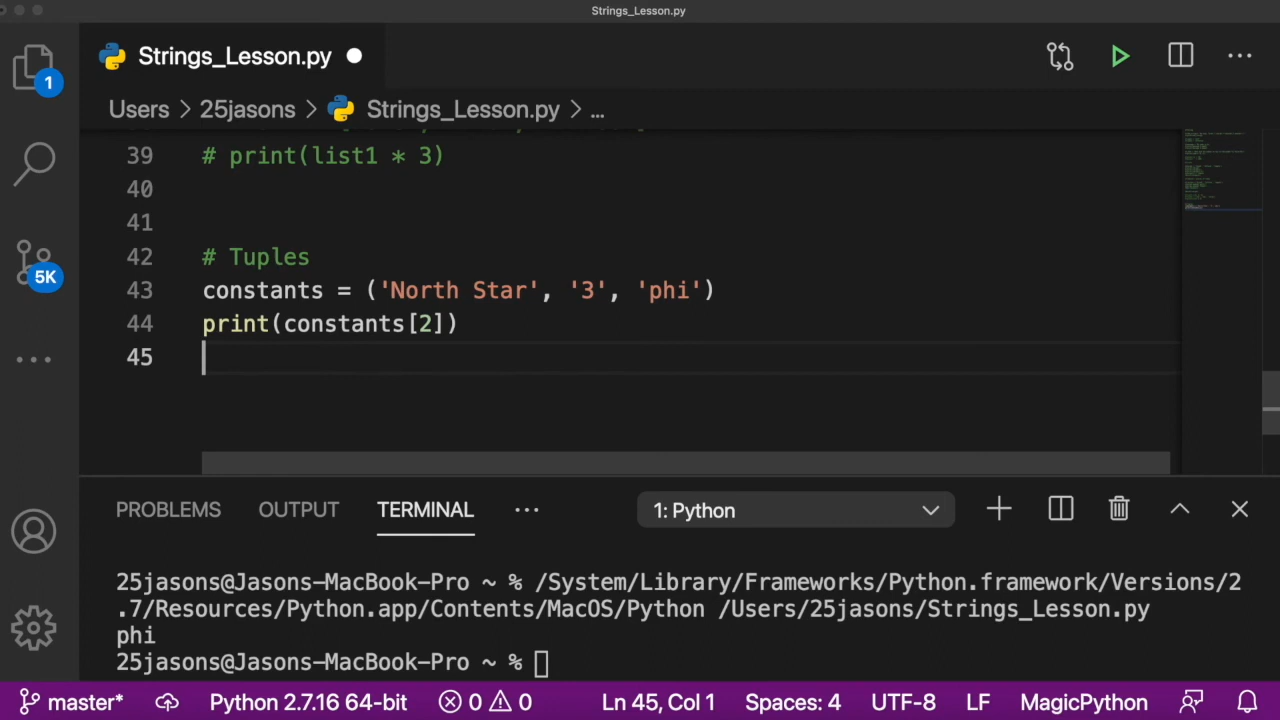 Strings_Lesson.py
1
Strings_Lesson.py
Users > 25jasons > Strings_Lesson.py > ...
39 # print(list1 * 3)
40
41
5K
42 # Tuples
43 constants = ('North Star', '3', 'phi')
44 print(constants[2])
45
PROBLEMS OUTPUT TERMINAL ... 1: Python
25jasons@Jasons-MacBook-Pro ~ % /System/Library/Frameworks/Python.framework/Versions/2
.7/Resources/Python.app/Contents/MacOS/Python /Users/25jasons/Strings_Lesson.py
phi
25jasons@Jasons-MacBook-Pro ~ %
master* Python 2.7.16 64-bit 0 0 Ln 45, Col 1 Spaces: 4 UTF-8 LF MagicPython